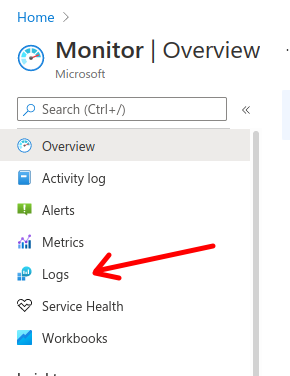 Home >
Monitor | Overview
Microsoft
Search (Ctrl+/)
«
Overview
Activity log
Alerts
Metrics
Logs
Service Health
Workbooks